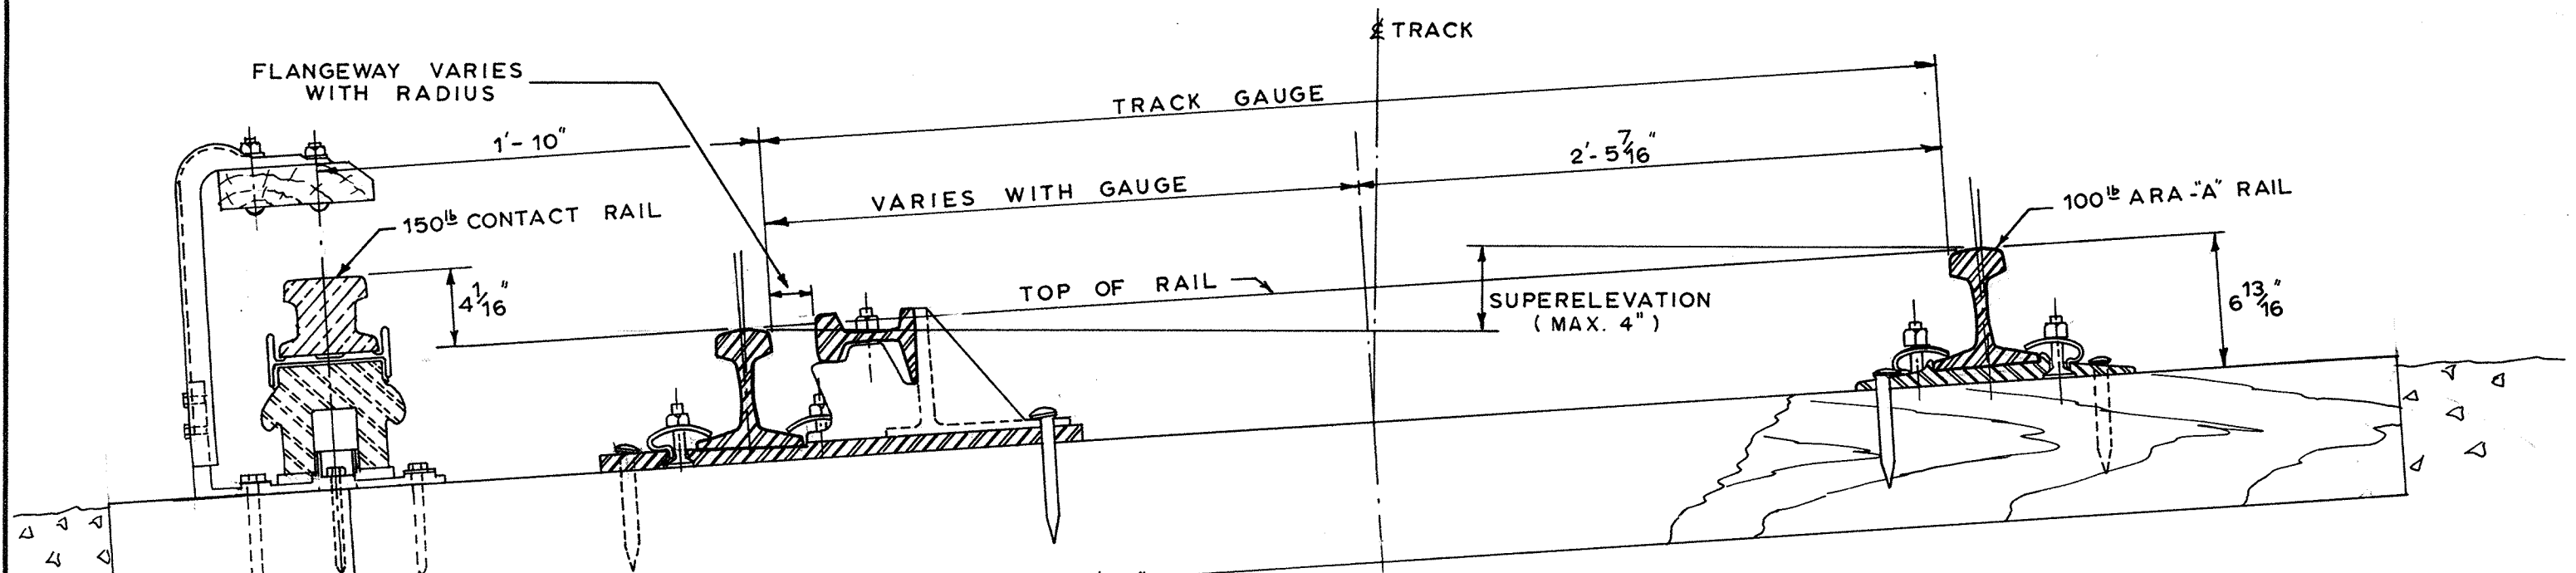 ℄ TRACK
FLANGEWAY VARIES
WITH RADIUS
TRACK GAUGE
1'-10"
2'-5 7/16"
VARIES WITH GAUGE
100lb ARA-"A" RAIL
150lb CONTACT RAIL
4 1/16"
TOP OF RAIL
SUPERELEVATION
(MAX. 4")
6 13/16"